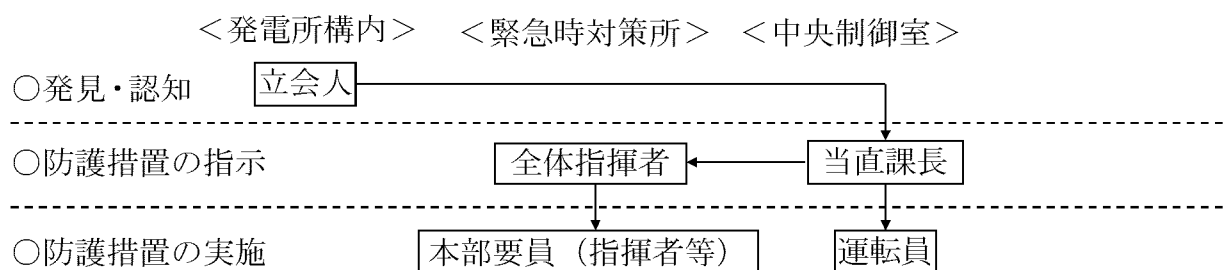 ＜発電所構内＞ ＜緊急時対策所＞ ＜中央制御室＞
○発見・認知 立会人
○防護措置の指示 全体指揮者 当直課長
○防護措置の実施 本部要員（指揮者等） 運転員